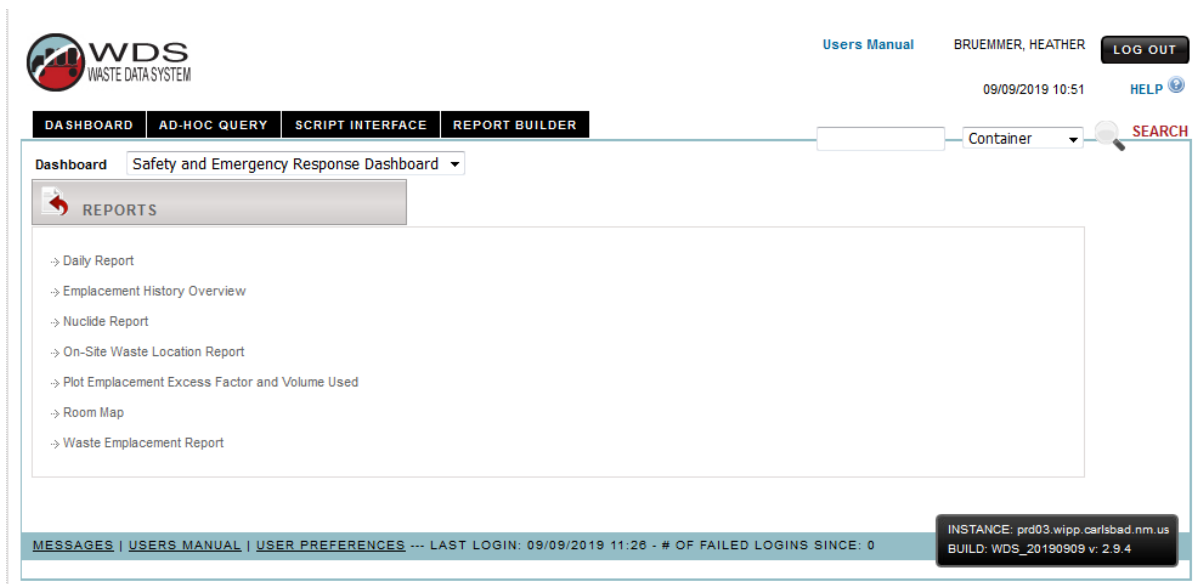 WDS
WASTE DATA SYSTEM
Users Manual BRUEMMER, HEATHER LOG OUT
09/09/2019 10:51 HELP
DASHBOARD AD-HOC QUERY SCRIPT INTERFACE REPORT BUILDER
Container SEARCH
Dashboard Safety and Emergency Response Dashboard
REPORTS
Daily Report
Emplacement History Overview
Nuclide Report
On-Site Waste Location Report
Plot Emplacement Excess Factor and Volume Used
Room Map
Waste Emplacement Report
INSTANCE: prd03.wipp.carlsbad.nm.us
MESSAGES | USERS MANUAL | USER PREFERENCES --- LAST LOGIN: 09/09/2019 11:26 - # OF FAILED LOGINS SINCE: 0
BUILD: WDS_20190909 v: 2.9.4